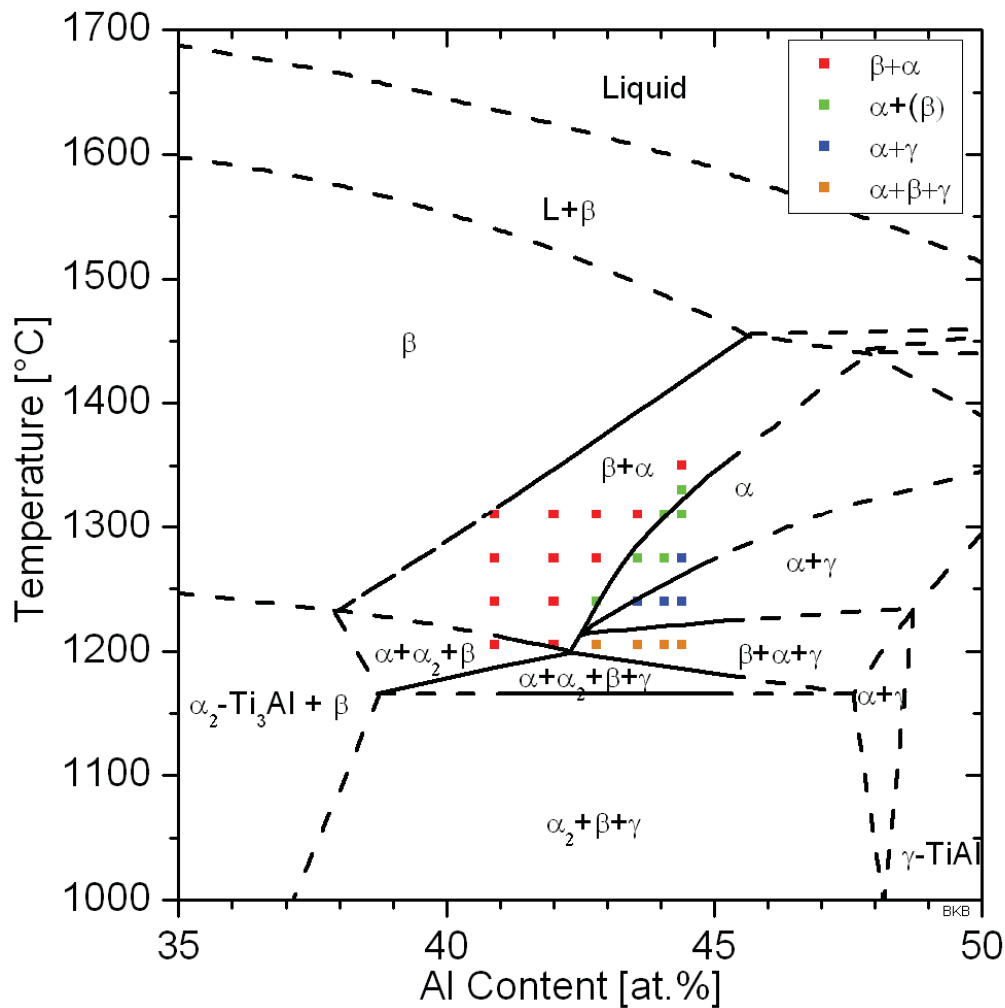 1700
1600
1500
1400
1300
1200
1100
1000
Temperature [°C]
35
40
45
50
Al Content [at.%]
β+α
α+(β)
α+γ
α+β+γ
Liquid
L+β
β
β+α
α
α+γ
α+α₂+β
β+α+γ
α+α₂+β+γ
α+γ
α₂-Ti₃Al + β
α₂+β+γ
γ-TiAl
BKB